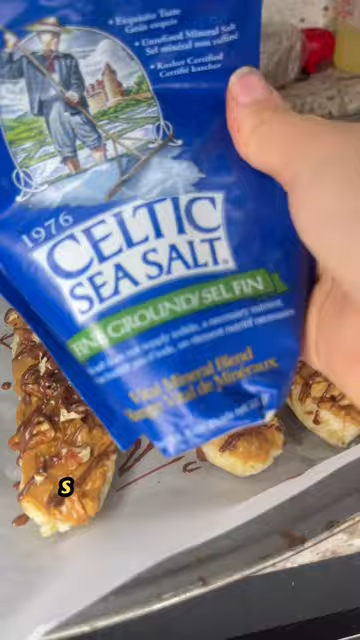 • Exquisite Taste
Goût exquis
• Unrefined Mineral Salt
Sel minéral non raffiné
• Kosher Certified
Certifié kascher
1976
CELTIC
SEA SALT®
FINE GROUND/SEL FIN
Vital Mineral Blend
Vital de Minéraux
S